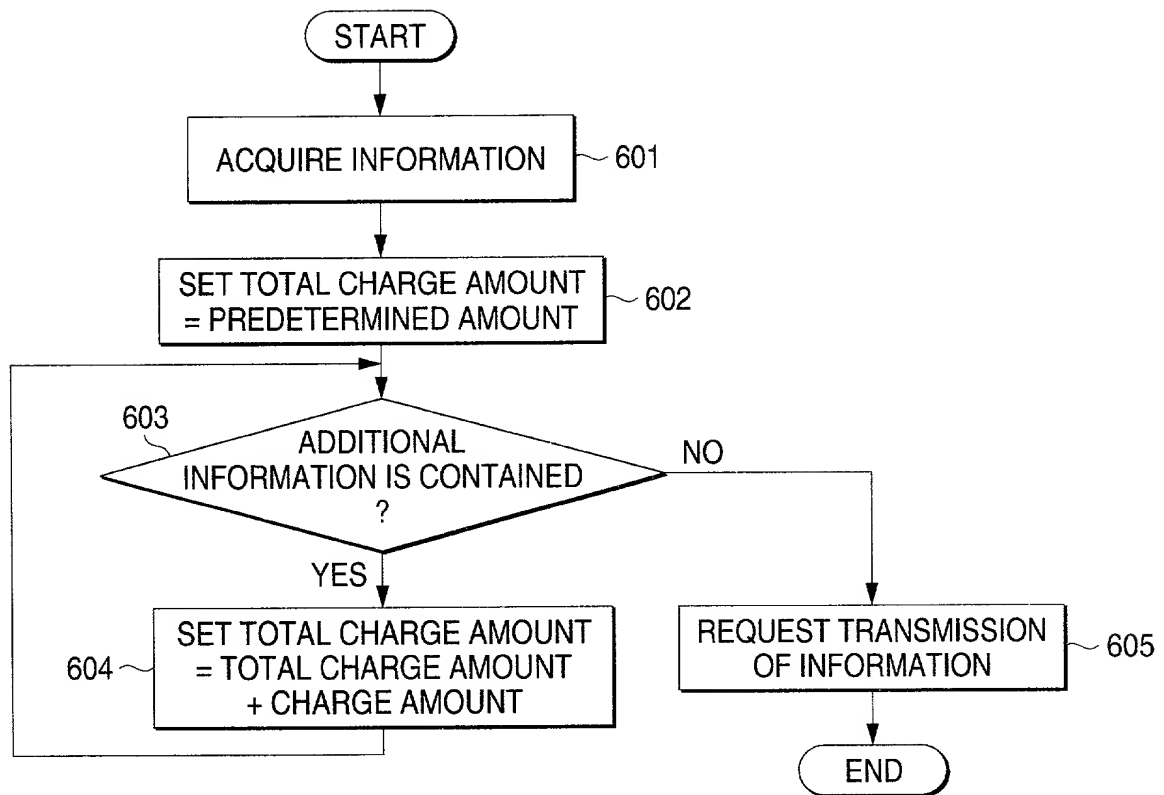 START
ACQUIRE INFORMATION
601
SET TOTAL CHARGE AMOUNT
= PREDETERMINED AMOUNT
602
603
ADDITIONAL
INFORMATION IS CONTAINED
?
NO
YES
SET TOTAL CHARGE AMOUNT
= TOTAL CHARGE AMOUNT
+ CHARGE AMOUNT
604
REQUEST TRANSMISSION
OF INFORMATION
605
END